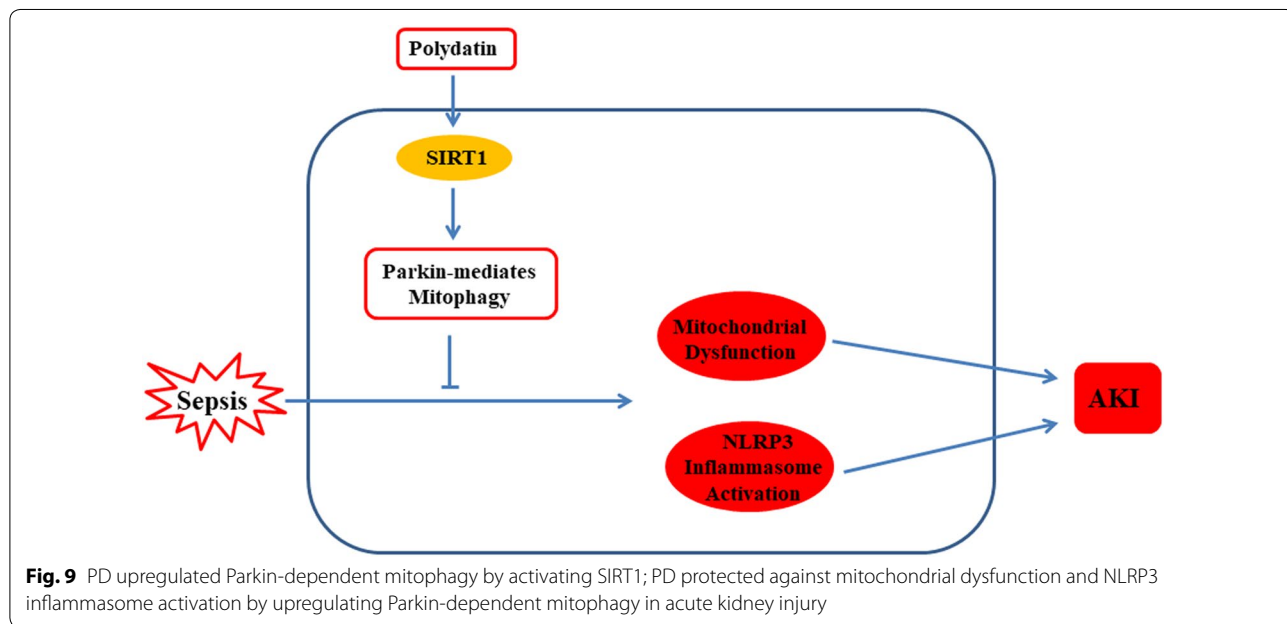 Polydatin
SIRT1
Parkin-mediates
Mitophagy
Sepsis
Mitochondrial
Dysfunction
NLRP3
Inflammasome
Activation
AKI
Fig. 9 PD upregulated Parkin-dependent mitophagy by activating SIRT1; PD protected against mitochondrial dysfunction and NLRP3
inflammasome activation by upregulating Parkin-dependent mitophagy in acute kidney injury